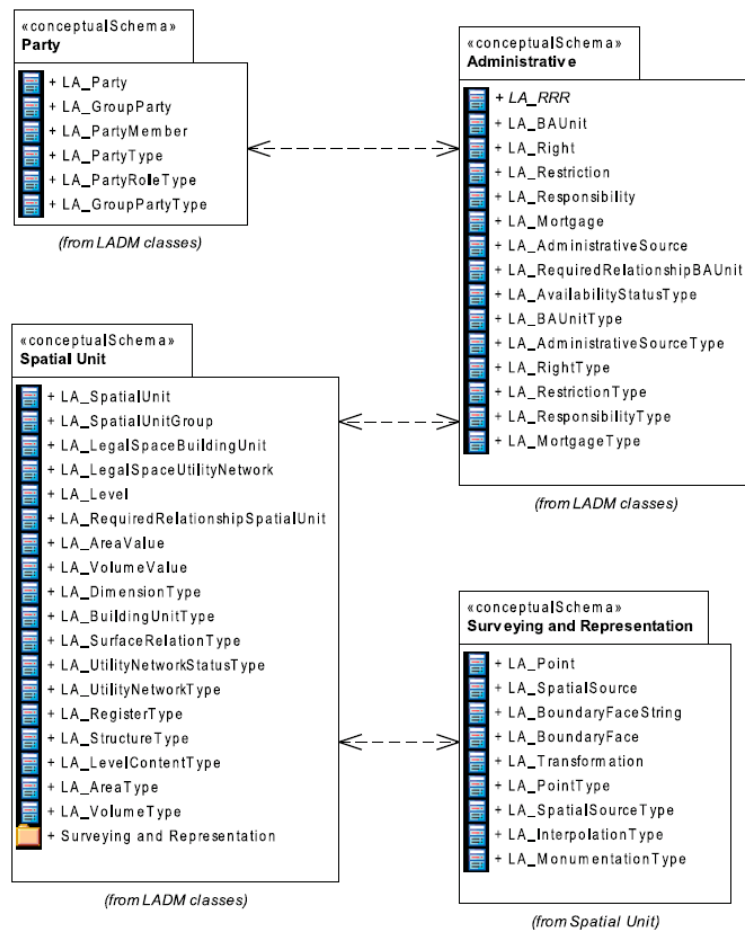 «conceptualSchema»
Party
+ LA_Party
+ LA_GroupParty
+ LA_PartyMember
+ LA_PartyType
+ LA_PartyRoleType
+ LA_GroupPartyType
(from LADM classes)
«conceptualSchema»
Administrative
+ LA_RRR
+ LA_BAUnit
+ LA_Right
+ LA_Restriction
+ LA_Responsibility
+ LA_Mortgage
+ LA_AdministrativeSource
+ LA_RequiredRelationshipBAUnit
+ LA_AvailabilityStatusType
+ LA_BAUnitType
+ LA_AdministrativeSourceType
+ LA_RightType
+ LA_RestrictionType
+ LA_ResponsibilityType
+ LA_MortgageType
(from LADM classes)
«conceptualSchema»
Spatial Unit
+ LA_SpatialUnit
+ LA_SpatialUnitGroup
+ LA_LegalSpaceBuildingUnit
+ LA_LegalSpaceUtilityNetwork
+ LA_Level
+ LA_RequiredRelationshipSpatialUnit
+ LA_AreaValue
+ LA_VolumeValue
+ LA_DimensionType
+ LA_BuildingUnitType
+ LA_SurfaceRelationType
+ LA_UtilityNetworkStatusType
+ LA_UtilityNetworkType
+ LA_RegisterType
+ LA_StructureType
+ LA_LevelContentType
+ LA_AreaType
+ LA_VolumeType
+ Surveying and Representation
(from LADM classes)
«conceptualSchema»
Surveying and Representation
+ LA_Point
+ LA_SpatialSource
+ LA_BoundaryFaceString
+ LA_BoundaryFace
+ LA_Transformation
+ LA_PointType
+ LA_SpatialSourceType
+ LA_InterpolationType
+ LA_MonumentationType
(from Spatial Unit)